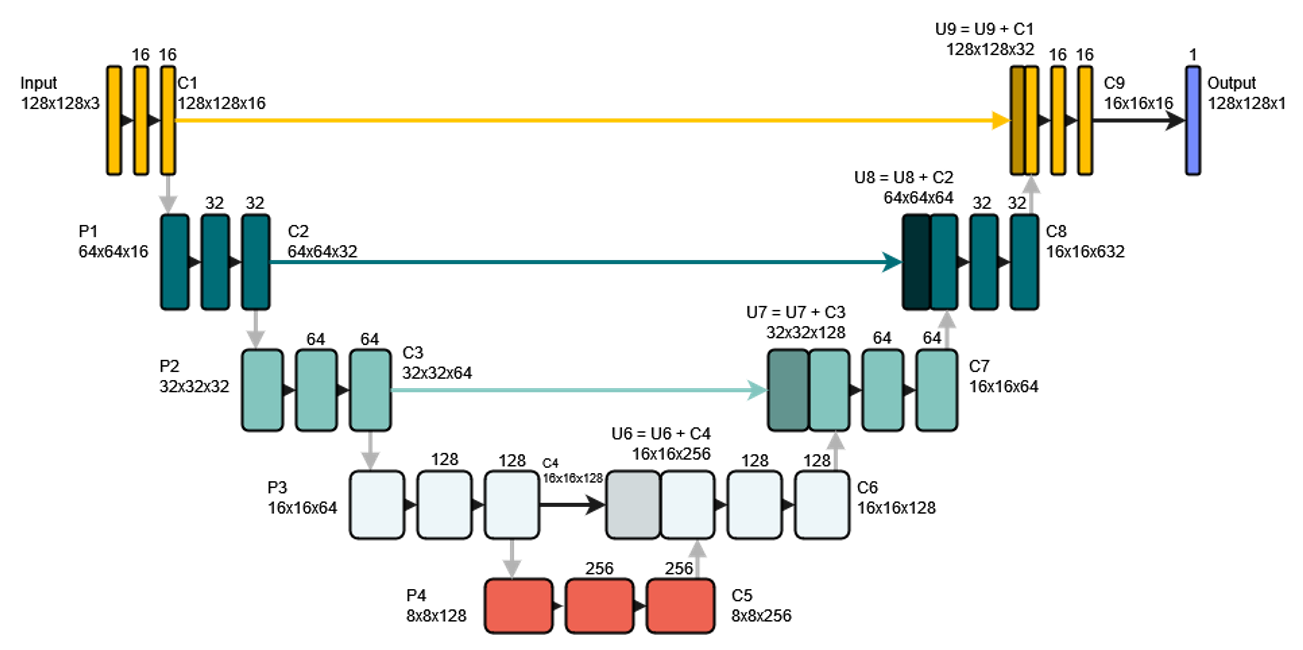 U9 = U9 + C1
128x128x32
16 16
16 16
1
Input
128x128x3
C1
128x128x16
C9
16x16x16
Output
128x128x1
U8 = U8 + C2
64x64x64
32 32
32 32
P1
64x64x16
C2
64x64x32
C8
16x16x632
U7 = U7 + C3
32x32x128
64 64
64 64
P2
32x32x32
C3
32x32x64
C7
16x16x64
U6 = U6 + C4
16x16x256
128 128
128 128
C4
16x16x128
P3
16x16x64
C6
16x16x128
256 256
P4
8x8x128
C5
8x8x256